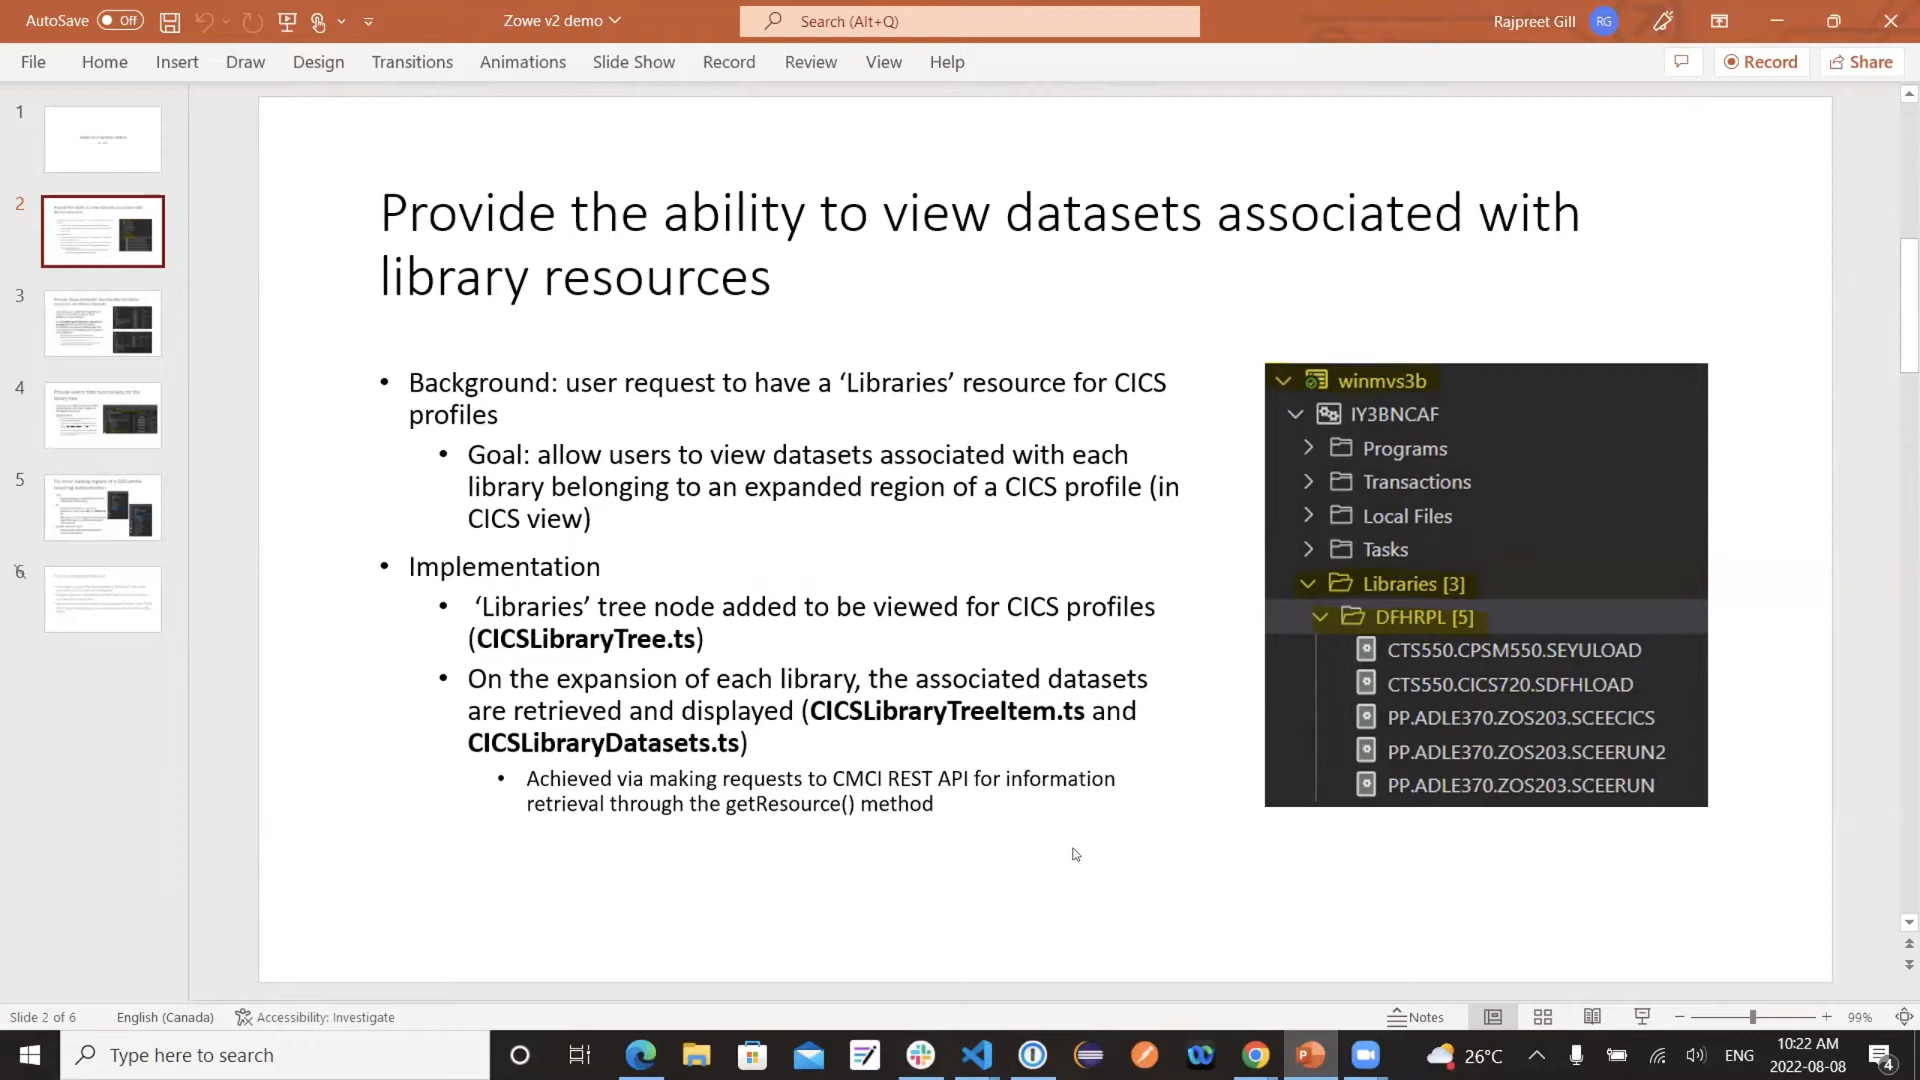 AutoSave Off Zowe v2 demo Search (Alt+Q) Rajpreet Gill RG
File Home Insert Draw Design Transitions Animations Slide Show Record Review View Help Record Share
1
2
3
4
5
6
Provide the ability to view datasets associated with
library resources
• Background: user request to have a ‘Libraries’ resource for CICS
profiles
• Goal: allow users to view datasets associated with each
library belonging to an expanded region of a CICS profile (in
CICS view)
• Implementation
• ‘Libraries’ tree node added to be viewed for CICS profiles
(CICSLibraryTree.ts)
• On the expansion of each library, the associated datasets
are retrieved and displayed (CICSLibraryTreeItem.ts and
CICSLibraryDatasets.ts)
• Achieved via making requests to CMCI REST API for information
retrieval through the getResource() method
winmvs3b
IY3BNCAF
Programs
Transactions
Local Files
Tasks
Libraries [3]
DFHRPL [5]
CTS550.CPSM550.SEYULOAD
CTS550.CICS720.SDFHLOAD
PP.ADLE370.ZOS203.SCEECICS
PP.ADLE370.ZOS203.SCEERUN2
PP.ADLE370.ZOS203.SCEERUN
Slide 2 of 6 English (Canada) Accessibility: Investigate Notes 99%
Type here to search 26°C ENG 10:22 AM
2022-08-08 4